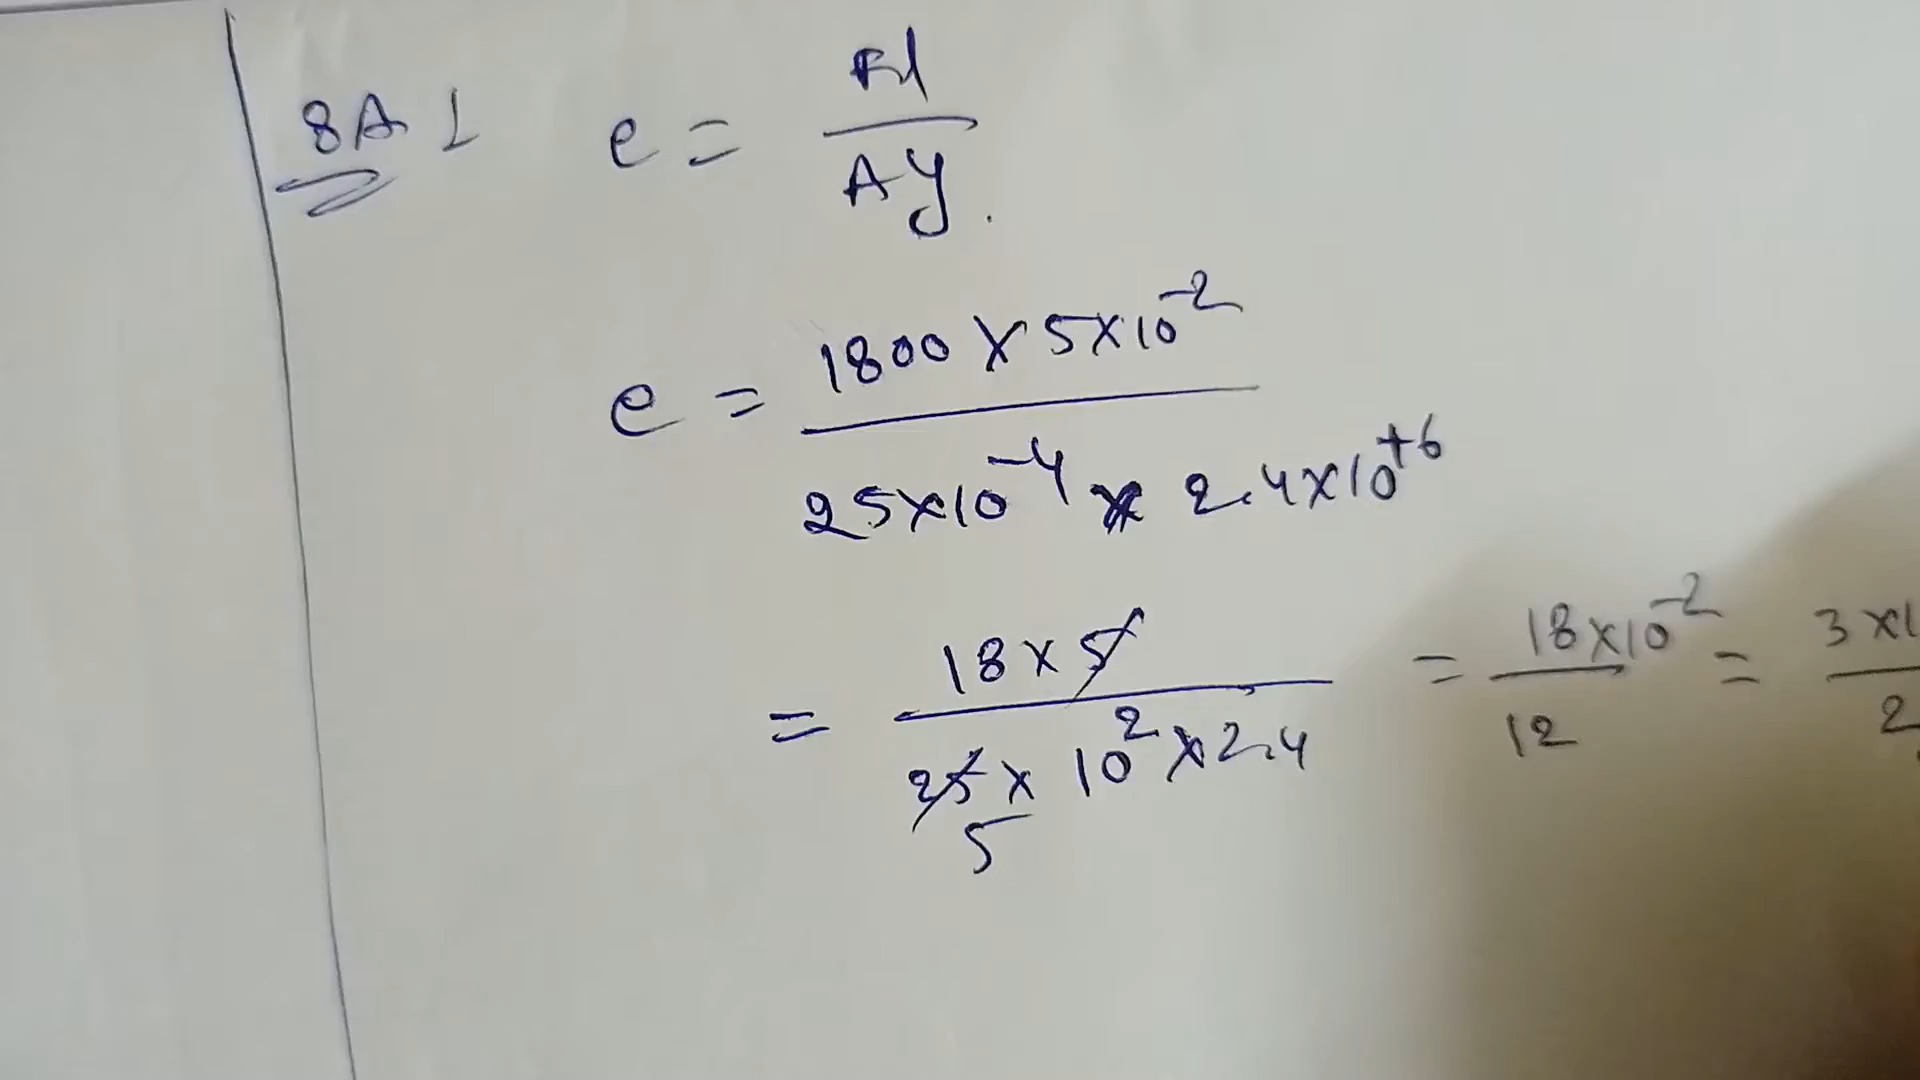 8A 1 e = Fl / AY.
e = 1800 × 5×10⁻² / 25×10⁻⁴ × 2.4×10⁺⁶
= 18 × 5 / 25 × 10² × 2.4 = 18×10⁻² / 12 = 3 ×1 / 2
5